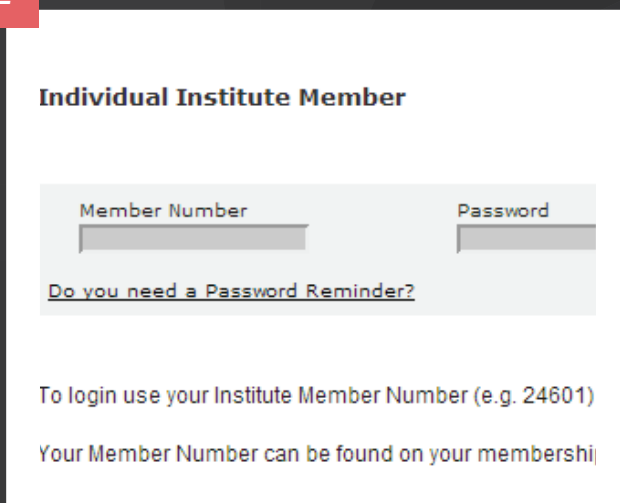 Individual Institute Member
Member Number Password
Do you need a Password Reminder?
To login use your Institute Member Number (e.g. 24601)
Your Member Number can be found on your